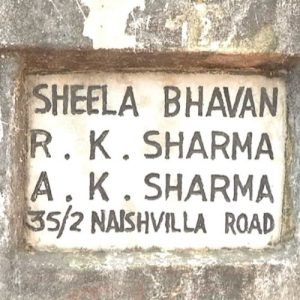 SHEELA BHAVAN
R. K. SHARMA
A. K. SHARMA
35/2 NAISHVILLA ROAD